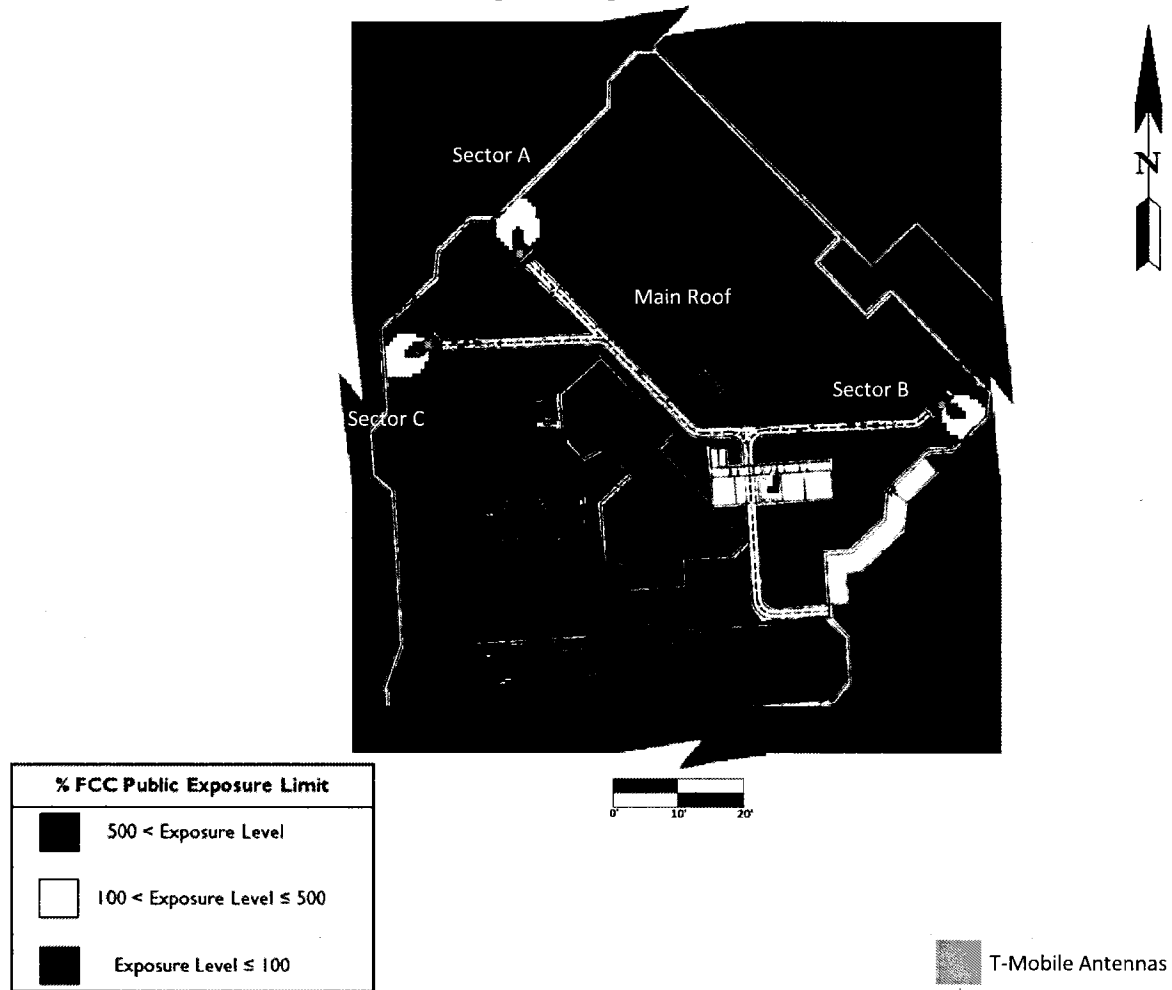 Sector A
N
Main Roof
Sector B
Sector C
0' 10' 20'
% FCC Public Exposure Limit
500 < Exposure Level
100 < Exposure Level ≤ 500
Exposure Level ≤ 100
T-Mobile Antennas